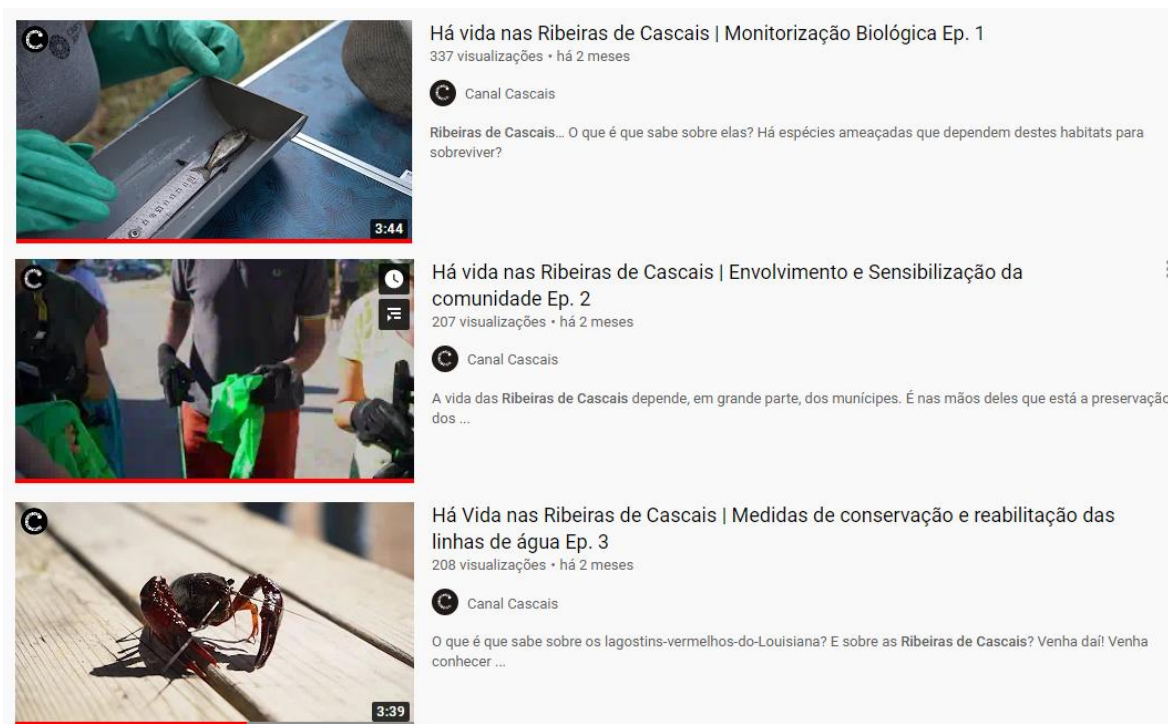 Há vida nas Ribeiras de Cascais | Monitorização Biológica Ep. 1
337 visualizações • há 2 meses
Canal Cascais
Ribeiras de Cascais... O que é que sabe sobre elas? Há espécies ameaçadas que dependem destes habitats para
sobreviver?
3:44
Há vida nas Ribeiras de Cascais | Envolvimento e Sensibilização da
comunidade Ep. 2
207 visualizações • há 2 meses
Canal Cascais
A vida das Ribeiras de Cascais depende, em grande parte, dos munícipes. É nas mãos deles que está a preservação
dos ...
Há Vida nas Ribeiras de Cascais | Medidas de conservação e reabilitação das
linhas de água Ep. 3
208 visualizações • há 2 meses
Canal Cascais
O que é que sabe sobre os lagostins-vermelhos-do-Louisiana? E sobre as Ribeiras de Cascais? Venha daí! Venha
conhecer ...
3:39